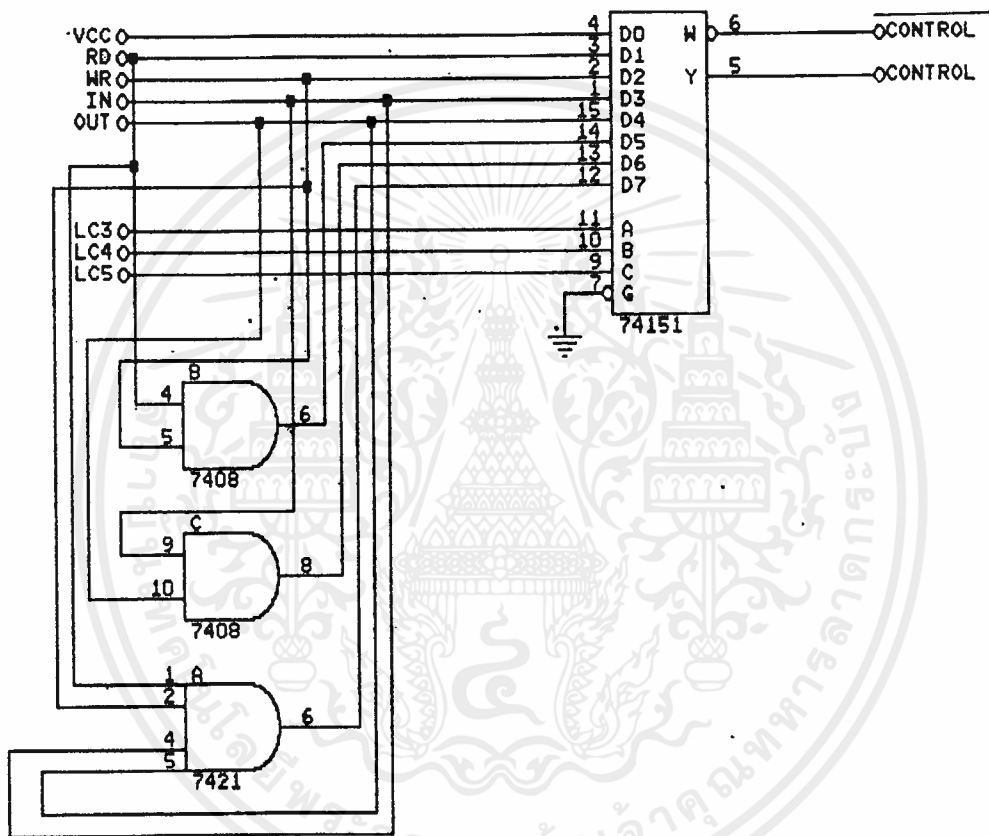 VCC
RD
WR
IN
OUT
LC3
LC4
LC5
4 D0
3 D1
2 D2
1 D3
15 D4
14 D5
13 D6
12 D7
11 A
10 B
9 C
7 G
W 6
Y 5
CONTROL
CONTROL
74151
B
4
5
6
7408
C
9
10
8
7408
A
1
2
4
5
6
7421